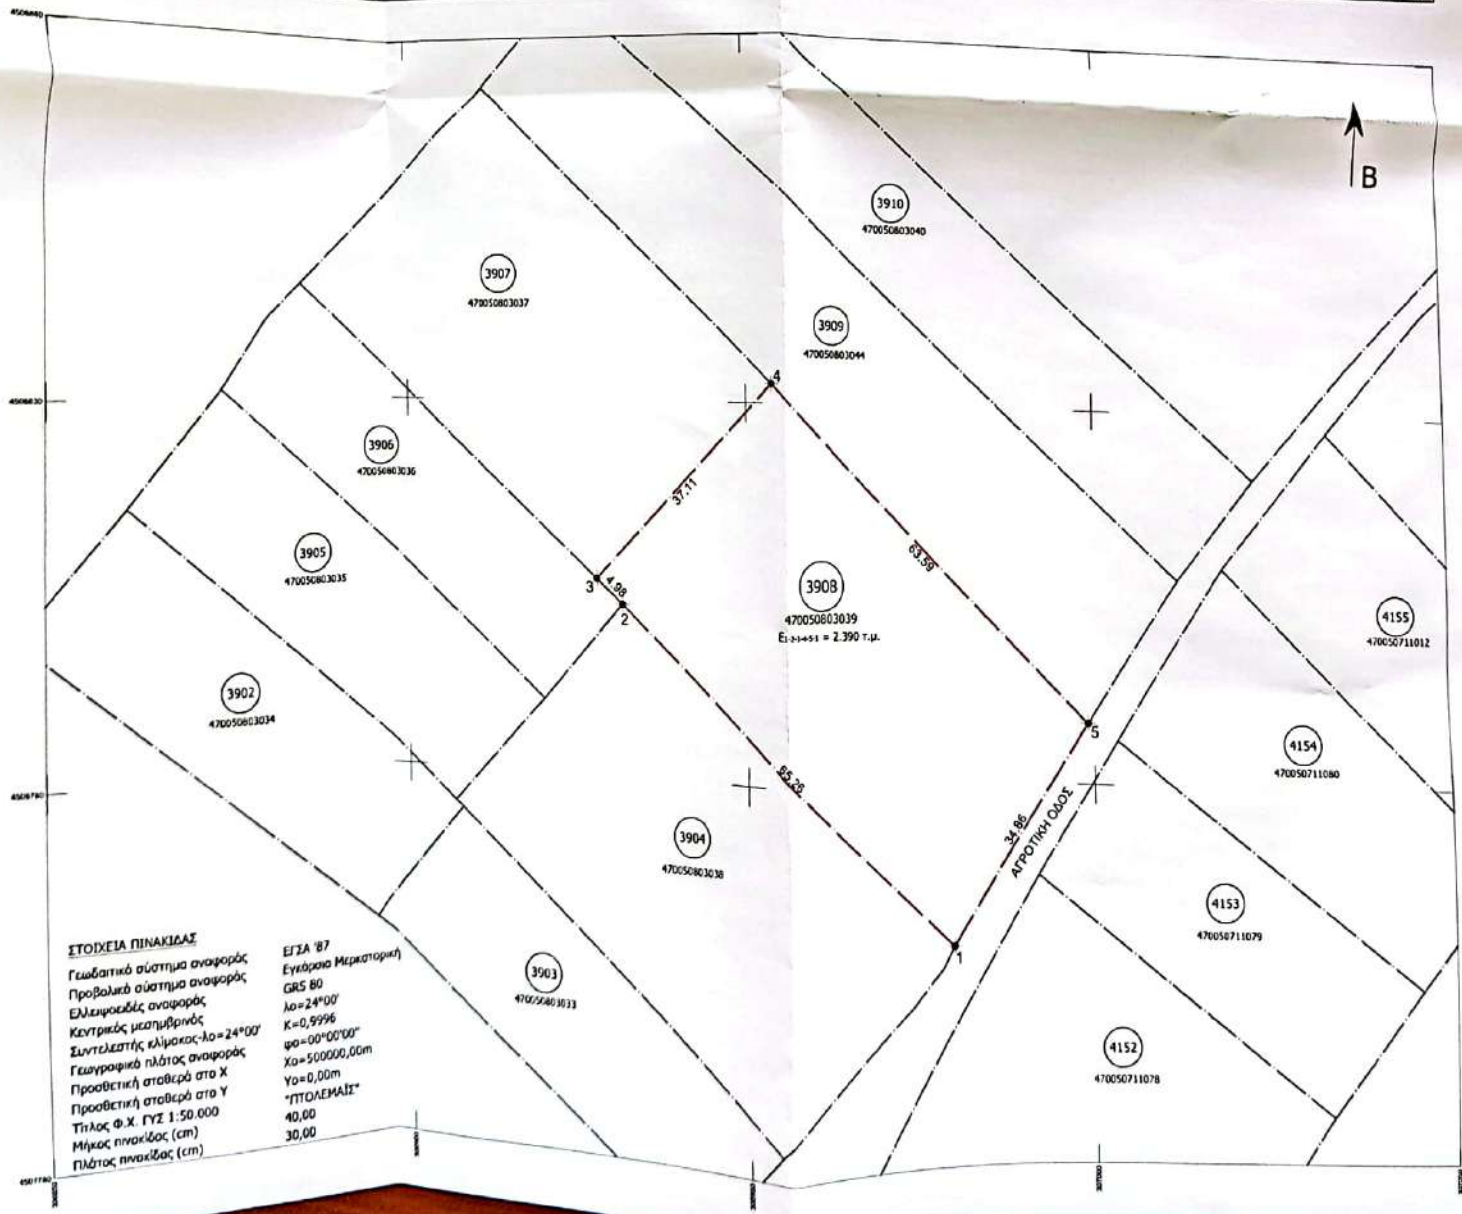 B
3910
470050803040
3907
470050803037
3909
470050803044
4
3906
470050803036
37.11
3905
470050803035
63.59
3
4.98
2
3908
470050803039
= 2.390 τ.μ.
4155
470050711012
3902
470050803034
5
4154
470050711080
65.26
34.86
ΑΓΡΟΤΙΚΗ ΟΔΟΣ
3904
470050803038
4153
470050711079
1
3903
470050803033
4152
470050711078
ΣΤΟΙΧΕΙΑ ΠΙΝΑΚΙΔΑΣ
Γεωδαιτικό σύστημα αναφοράς ΕΓΣΑ '87
Προβολικό σύστημα αναφοράς Εγκάρσια Μερκατορική
Ελλειψοειδές αναφοράς GRS 80
Κεντρικός μεσημβρινός λο=24°00'
Συντελεστής κλίμακας-λο=24°00' Κ=0,9996
Γεωγραφικό πλάτος αναφοράς φο=00°00'00"
Προσθετική σταθερά στο Χ Χο=500000,00m
Προσθετική σταθερά στο Υ Υο=0,00m
Τίτλος Φ.Χ. ΓΥΣ 1:50.000 "ΠΤΟΛΕΜΑΪΣ"
Μήκος πινακίδας (cm) 40,00
Πλάτος πινακίδας (cm) 30,00